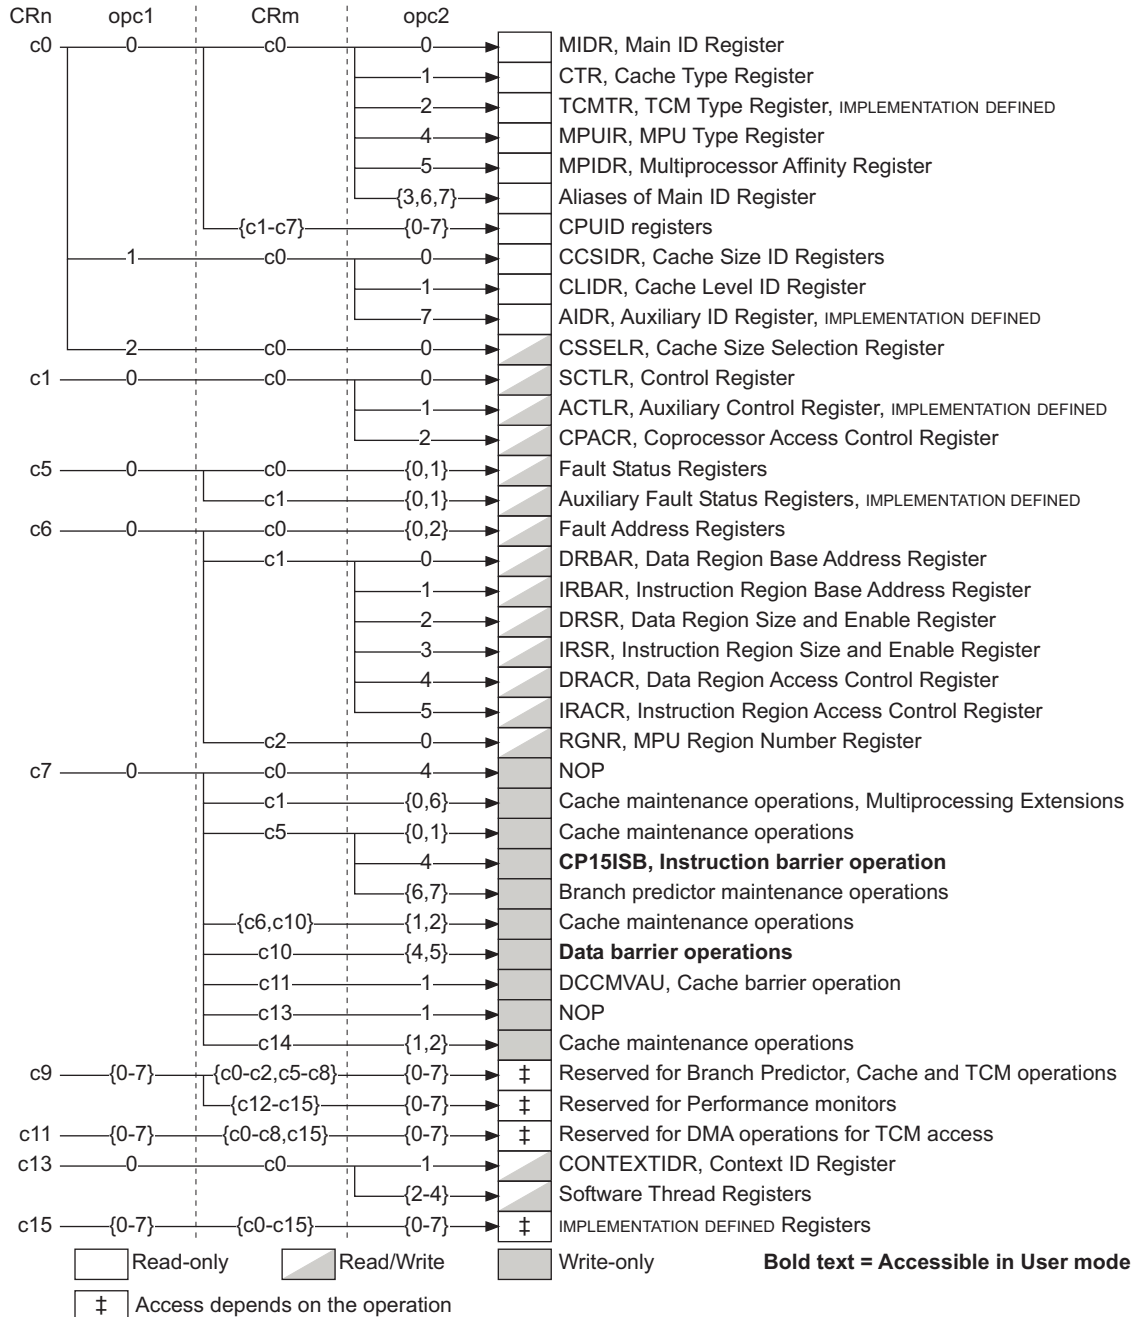 CRn opc1 CRm opc2
c0 0 c0 0 MIDR, Main ID Register
1 CTR, Cache Type Register
2 TCMTR, TCM Type Register, IMPLEMENTATION DEFINED
4 MPUIR, MPU Type Register
5 MPIDR, Multiprocessor Affinity Register
{3,6,7} Aliases of Main ID Register
{c1-c7} {0-7} CPUID registers
1 c0 0 CCSIDR, Cache Size ID Registers
1 CLIDR, Cache Level ID Register
7 AIDR, Auxiliary ID Register, IMPLEMENTATION DEFINED
2 c0 0 CSSELR, Cache Size Selection Register
c1 0 c0 0 SCTLR, Control Register
1 ACTLR, Auxiliary Control Register, IMPLEMENTATION DEFINED
2 CPACR, Coprocessor Access Control Register
c5 0 c0 {0,1} Fault Status Registers
c1 {0,1} Auxiliary Fault Status Registers, IMPLEMENTATION DEFINED
c6 0 c0 {0,2} Fault Address Registers
c1 0 DRBAR, Data Region Base Address Register
1 IRBAR, Instruction Region Base Address Register
2 DRSR, Data Region Size and Enable Register
3 IRSR, Instruction Region Size and Enable Register
4 DRACR, Data Region Access Control Register
5 IRACR, Instruction Region Access Control Register
c2 0 RGNR, MPU Region Number Register
c7 0 c0 4 NOP
c1 {0,6} Cache maintenance operations, Multiprocessing Extensions
c5 {0,1} Cache maintenance operations
4 CP15ISB, Instruction barrier operation
{6,7} Branch predictor maintenance operations
{c6,c10} {1,2} Cache maintenance operations
c10 {4,5} Data barrier operations
c11 1 DCCMVAU, Cache barrier operation
c13 1 NOP
c14 {1,2} Cache maintenance operations
c9 {0-7} {c0-c2,c5-c8} {0-7} ‡ Reserved for Branch Predictor, Cache and TCM operations
{c12-c15} {0-7} ‡ Reserved for Performance monitors
c11 {0-7} {c0-c8,c15} {0-7} ‡ Reserved for DMA operations for TCM access
c13 0 c0 1 CONTEXTIDR, Context ID Register
{2-4} Software Thread Registers
c15 {0-7} {c0-c15} {0-7} ‡ IMPLEMENTATION DEFINED Registers
Read-only Read/Write Write-only Bold text = Accessible in User mode
‡ Access depends on the operation